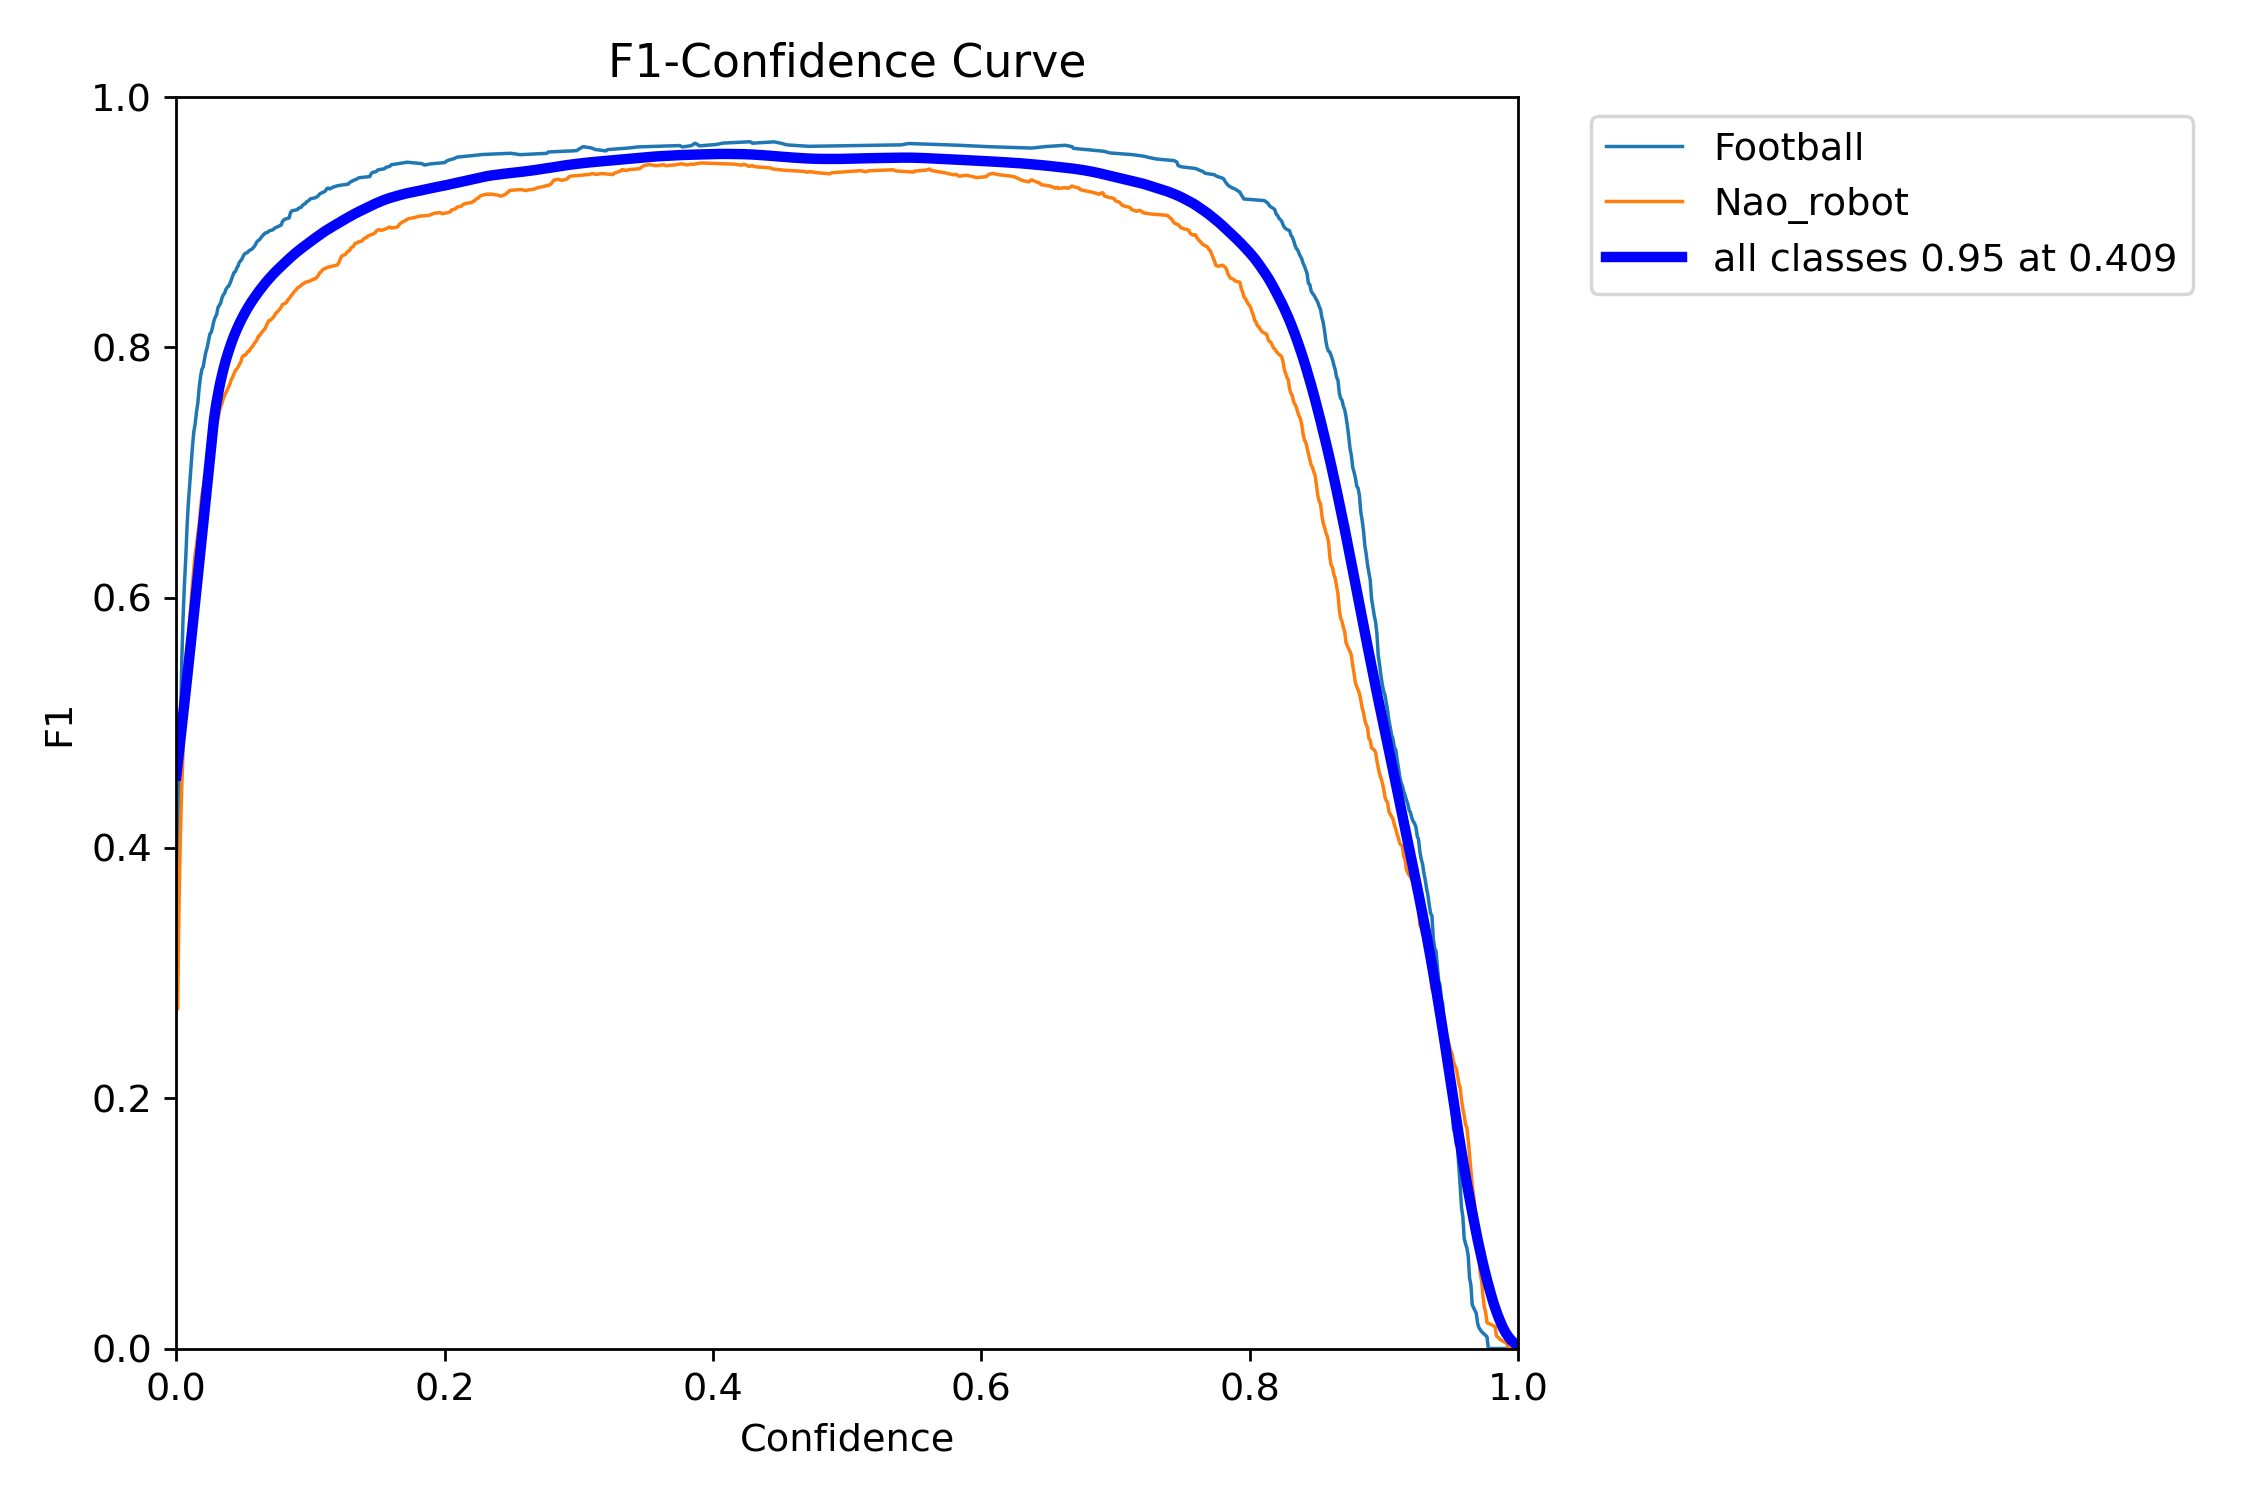 F1-Confidence Curve
1.0
0.8
0.6
0.4
0.2
0.0
F1
0.0 0.2 0.4 0.6 0.8 1.0
Confidence
Football
Nao_robot
all classes 0.95 at 0.409